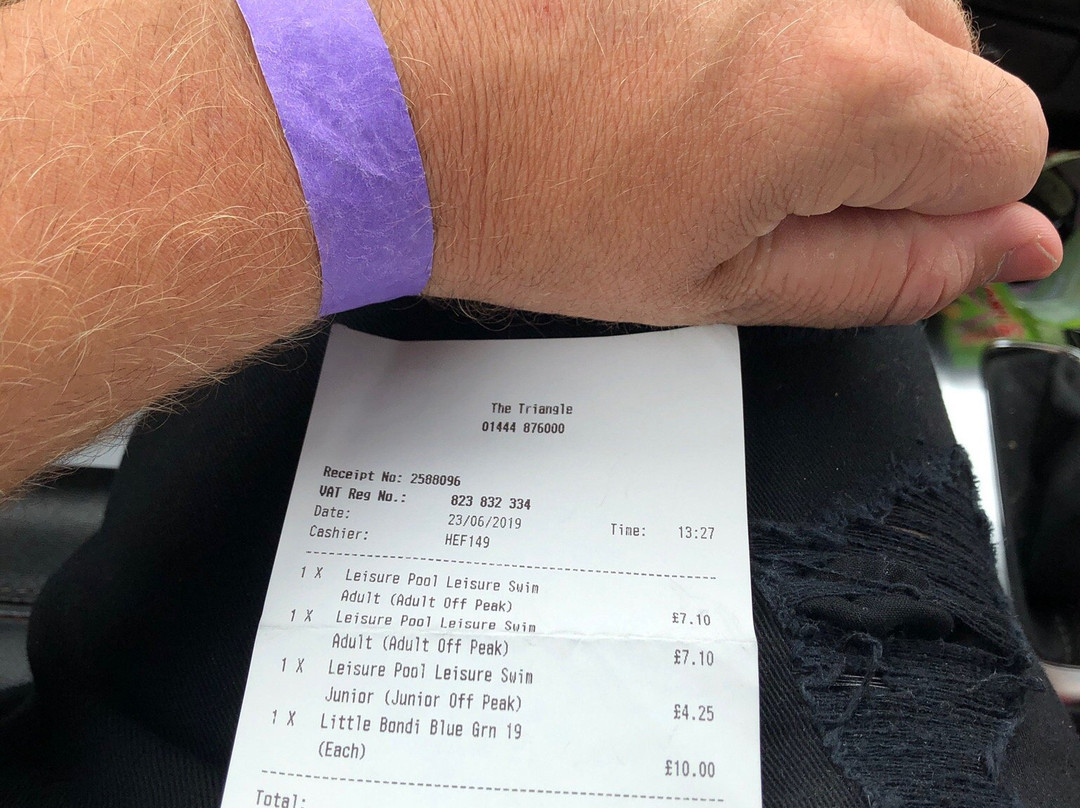 The Triangle
01444 876000
Receipt No: 2588096
VAT Reg No.: 823 832 334
Date: 23/06/2019 Time: 13:27
Cashier: HEF149
1 X Leisure Pool Leisure Swim
Adult (Adult Off Peak) £7.10
1 X Leisure Pool Leisure Swim
Adult (Adult Off Peak) £7.10
1 X Leisure Pool Leisure Swim
Junior (Junior Off Peak) £4.25
1 X Little Bondi Blue Grn 19
(Each) £10.00
Total: